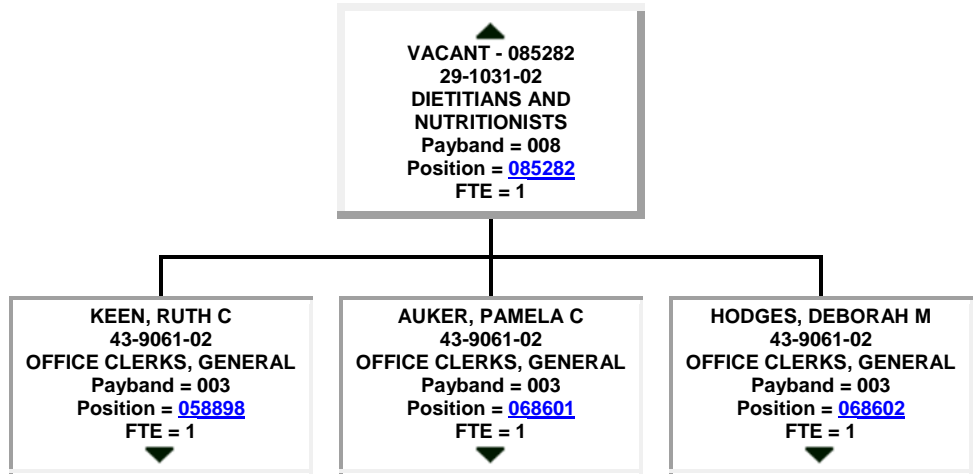 VACANT - 085282
29-1031-02
DIETITIANS AND
NUTRITIONISTS
Payband = 008
Position = 085282
FTE = 1
KEEN, RUTH C
43-9061-02
OFFICE CLERKS, GENERAL
Payband = 003
Position = 058898
FTE = 1
AUKER, PAMELA C
43-9061-02
OFFICE CLERKS, GENERAL
Payband = 003
Position = 068601
FTE = 1
HODGES, DEBORAH M
43-9061-02
OFFICE CLERKS, GENERAL
Payband = 003
Position = 068602
FTE = 1